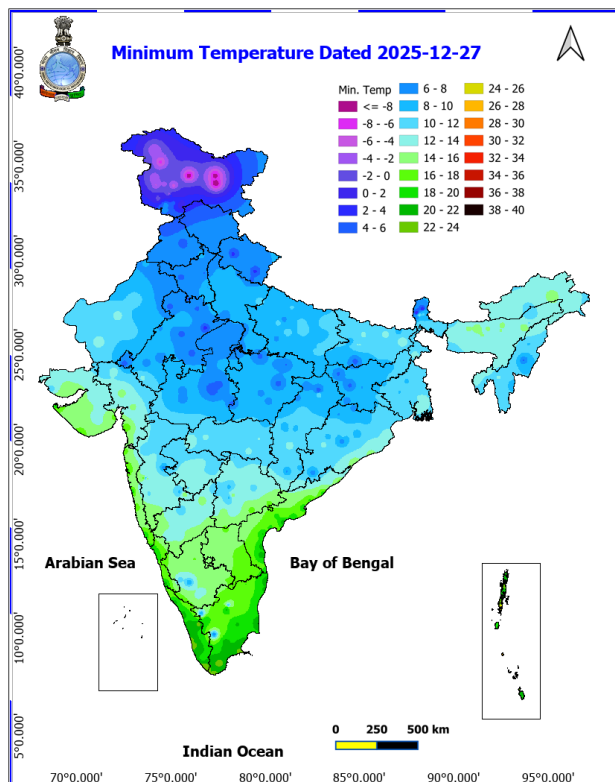 Minimum Temperature Dated 2025-12-27
Min. Temp
<= -8
-8 - -6
-6 - -4
-4 - -2
-2 - 0
0 - 2
2 - 4
4 - 6
6 - 8
8 - 10
10 - 12
12 - 14
14 - 16
16 - 18
18 - 20
20 - 22
22 - 24
24 - 26
26 - 28
28 - 30
30 - 32
32 - 34
34 - 36
36 - 38
38 - 40
40°0.000'
35°0.000'
30°0.000'
25°0.000'
20°0.000'
15°0.000'
10°0.000'
5°0.000'
Arabian Sea
Bay of Bengal
Indian Ocean
0 250 500 km
70°0.000' 75°0.000' 80°0.000' 85°0.000' 90°0.000' 95°0.000'